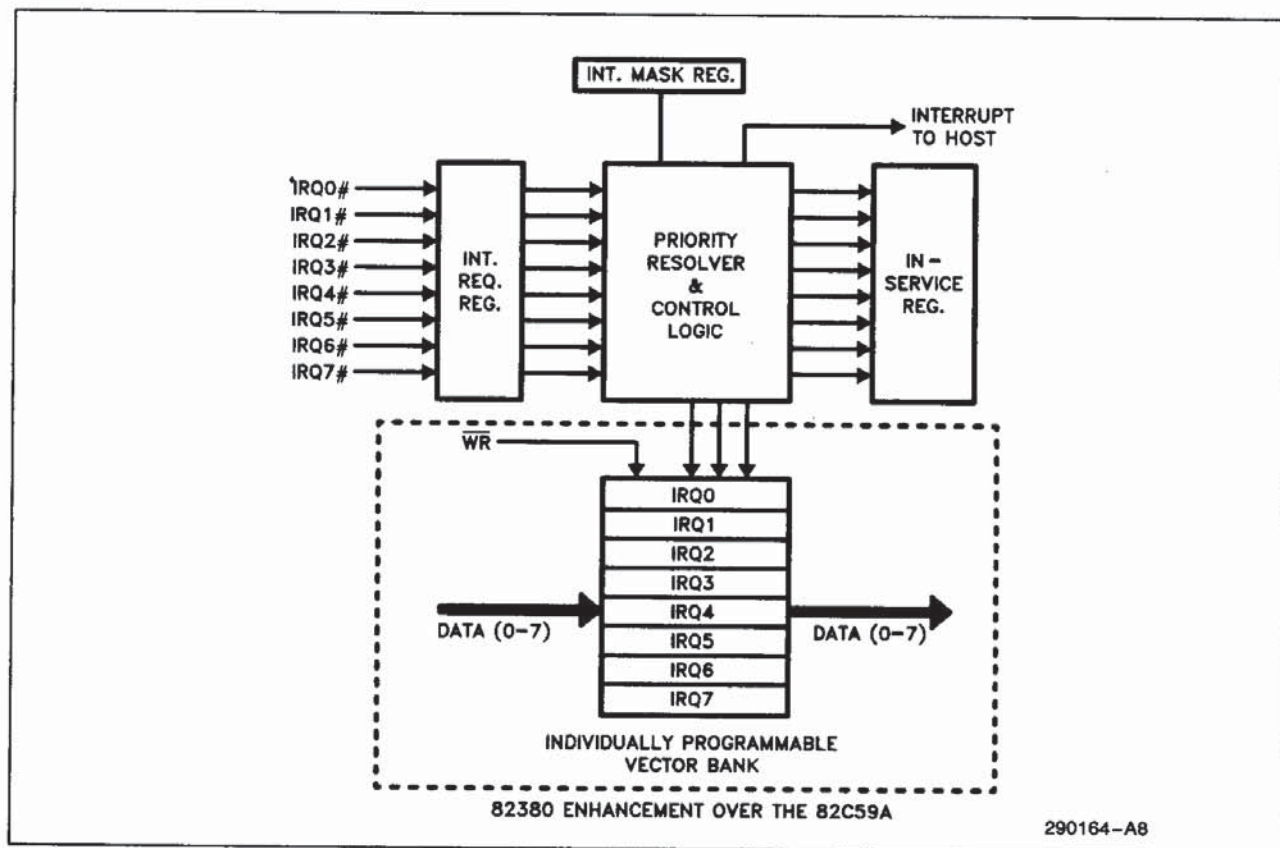 INT. MASK REG.
INTERRUPT
TO HOST
IRQ0#
IRQ1#
IRQ2#
IRQ3#
IRQ4#
IRQ5#
IRQ6#
IRQ7#
INT.
REQ.
REG.
PRIORITY
RESOLVER
&
CONTROL
LOGIC
IN-
SERVICE
REG.
WR
IRQ0
IRQ1
IRQ2
IRQ3
IRQ4
IRQ5
IRQ6
IRQ7
DATA (0-7)
DATA (0-7)
INDIVIDUALLY PROGRAMMABLE
VECTOR BANK
82380 ENHANCEMENT OVER THE 82C59A
290164-A8